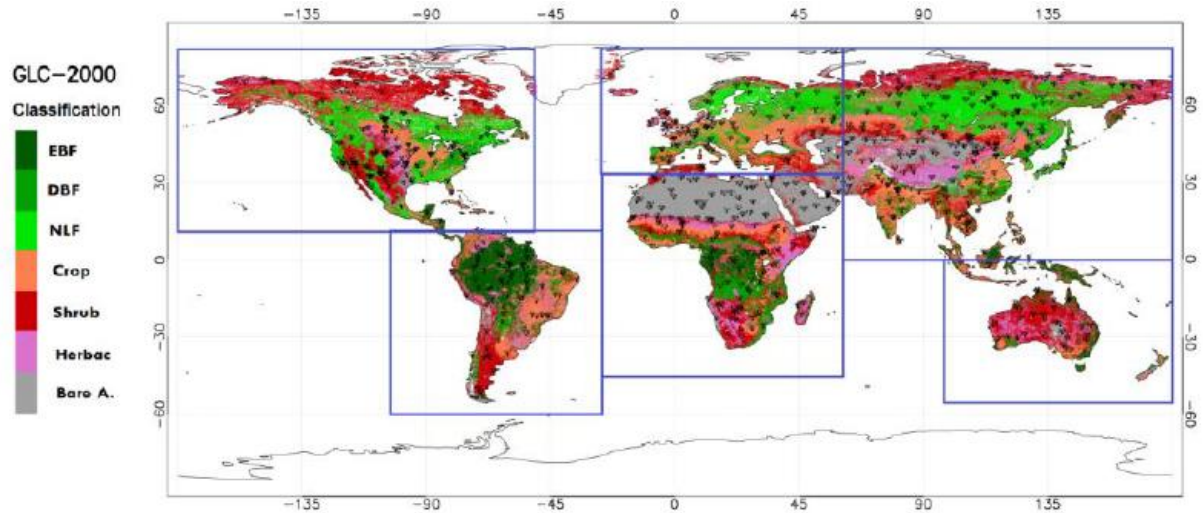 −135 −90 −45 0 45 90 135
GLC−2000
Classification
EBF
DBF
NLF
Crop
Shrub
Herbac
Bare A.
60 30 0 −30 −60
60 30 0 −30 −60
−135 −90 −45 0 45 90 135